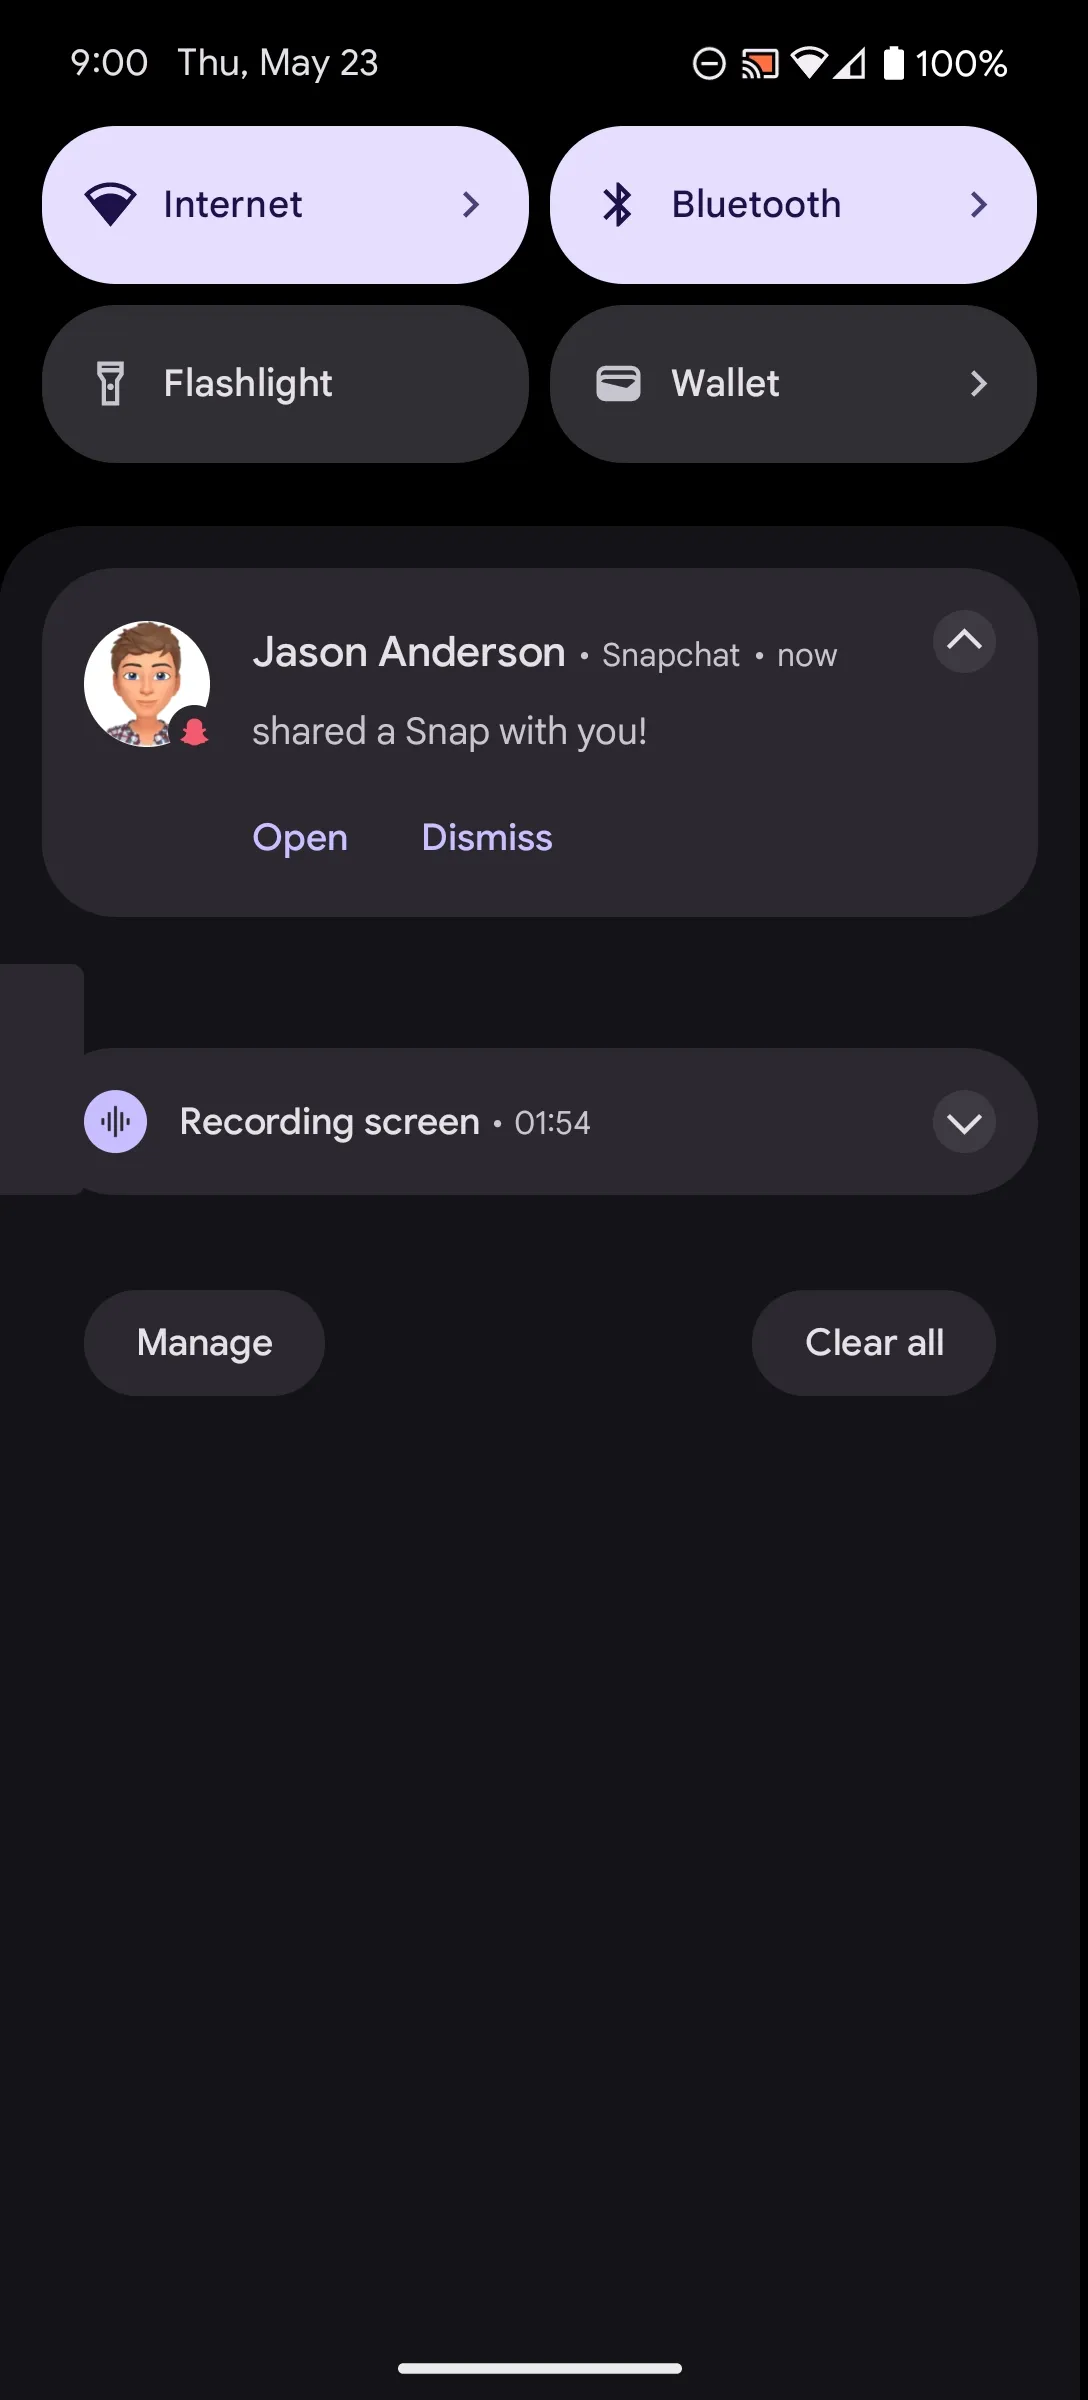 9:00 Thu, May 23 100%
Internet Bluetooth
Flashlight Wallet
Jason Anderson • Snapchat • now
shared a Snap with you!
Open Dismiss
Recording screen • 01:54
Manage Clear all